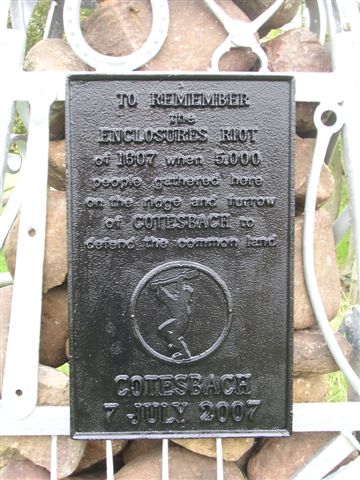 TO REMEMBER
the
ENCLOSURES RIOT
of 1607 when 5,000
people gathered here
on the ridge and furrow
of COTESBACH to
defend the common land
COTESBACH
7 JULY 2007